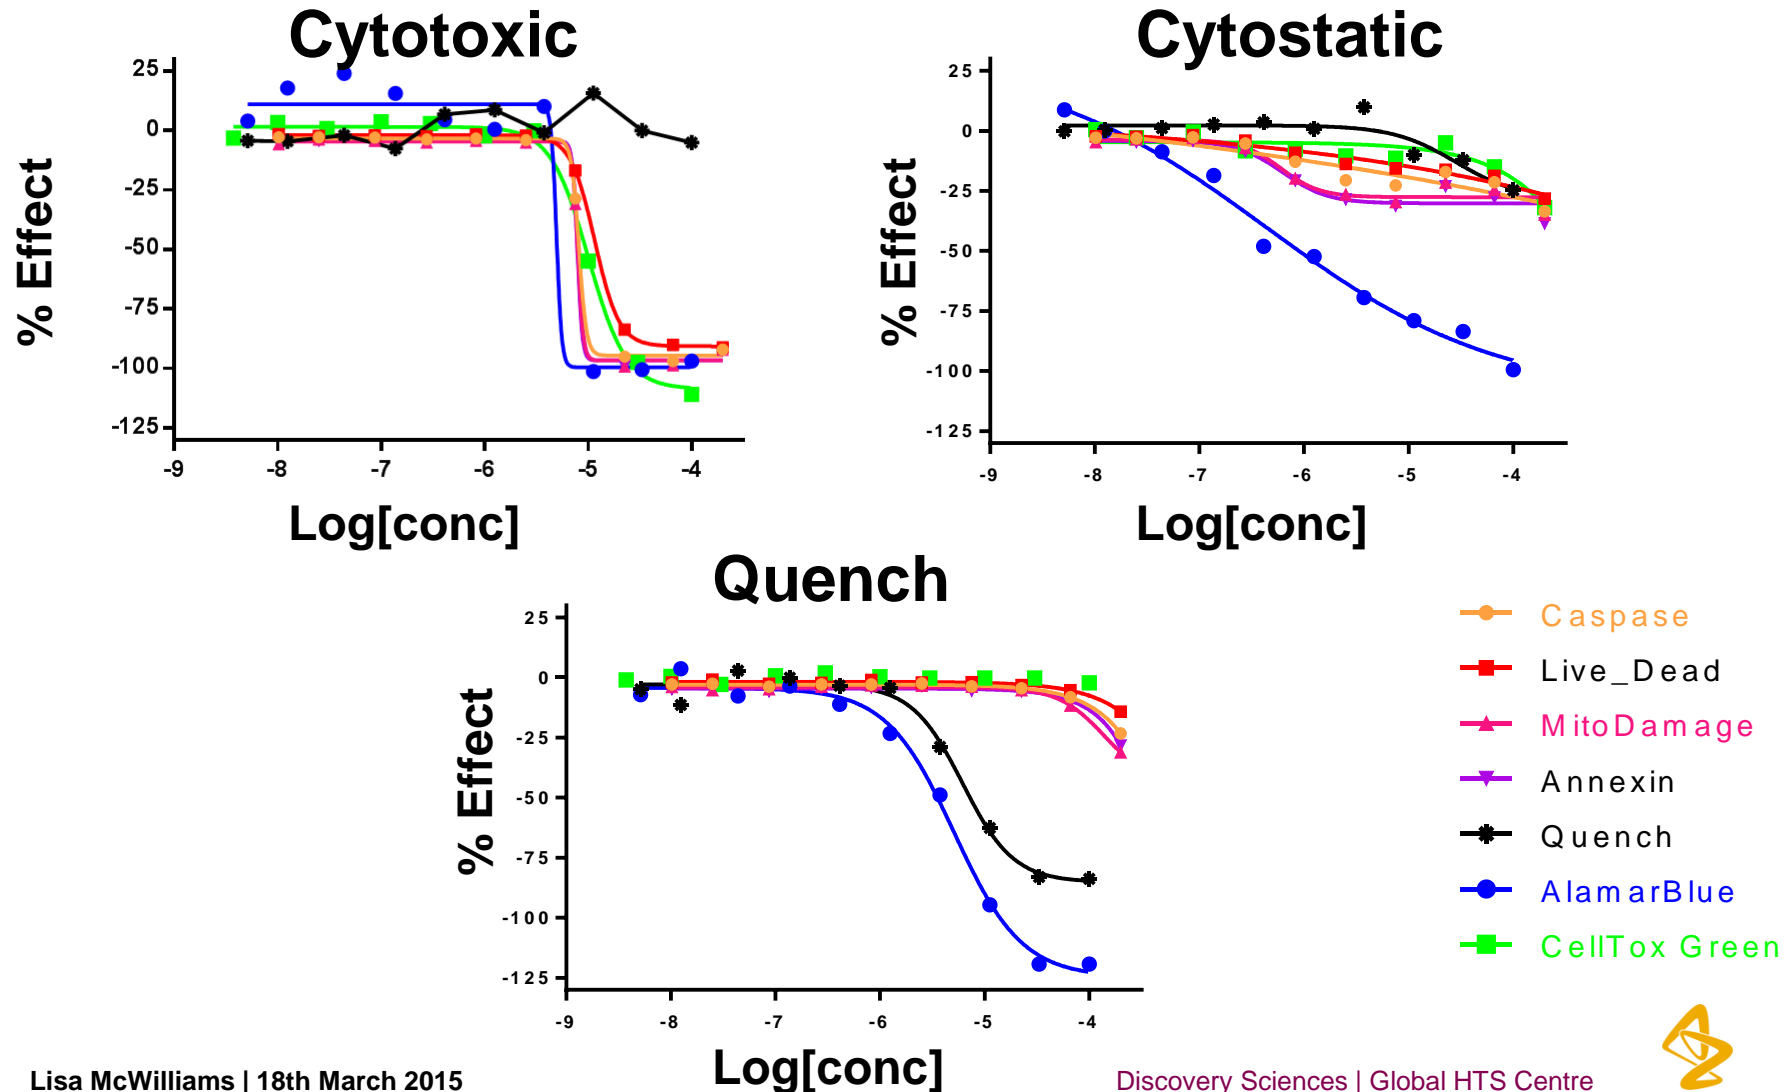 Cytotoxic
25
0
-25
-50
-75
-100
-125
% Effect
-9 -8 -7 -6 -5 -4
Log[conc]
Cytostatic
25
0
-25
-50
-75
-100
-125
% Effect
-9 -8 -7 -6 -5 -4
Log[conc]
Quench
25
0
-25
-50
-75
-100
-125
% Effect
-9 -8 -7 -6 -5 -4
Log[conc]
Caspase
Live_Dead
MitoDamage
Annexin
Quench
AlamarBlue
CellTox Green
Lisa McWilliams | 18th March 2015
Discovery Sciences | Global HTS Centre